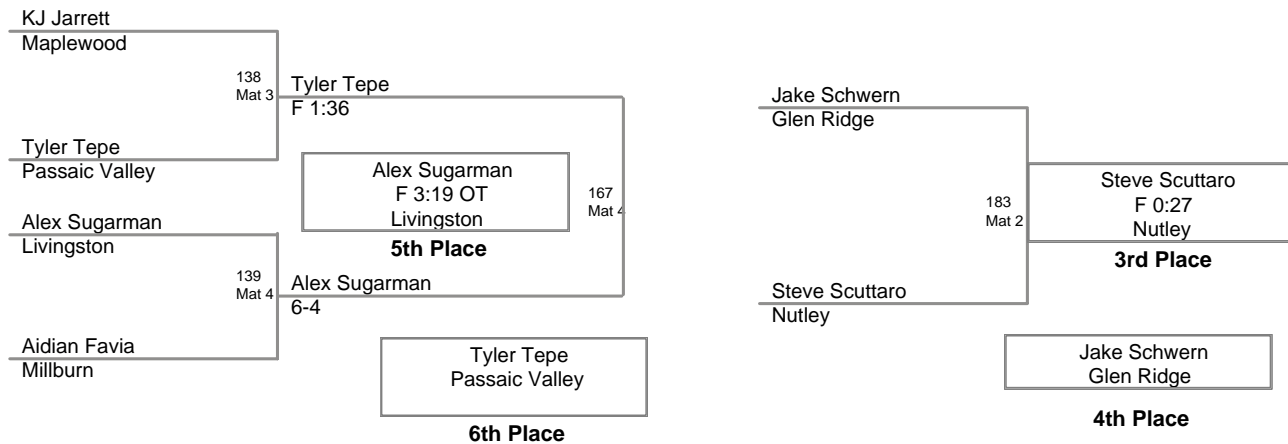 KJ Jarrett
Maplewood
138
Mat 3
Tyler Tepe
F 1:36
Tyler Tepe
Passaic Valley
Alex Sugarman
F 3:19 OT
Livingston
5th Place
167
Mat 4
Alex Sugarman
Livingston
139
Mat 4
Alex Sugarman
6-4
Aidian Favia
Millburn
Tyler Tepe
Passaic Valley
6th Place
Jake Schwern
Glen Ridge
183
Mat 2
Steve Scuttaro
F 0:27
Nutley
3rd Place
Steve Scuttaro
Nutley
Jake Schwern
Glen Ridge
4th Place